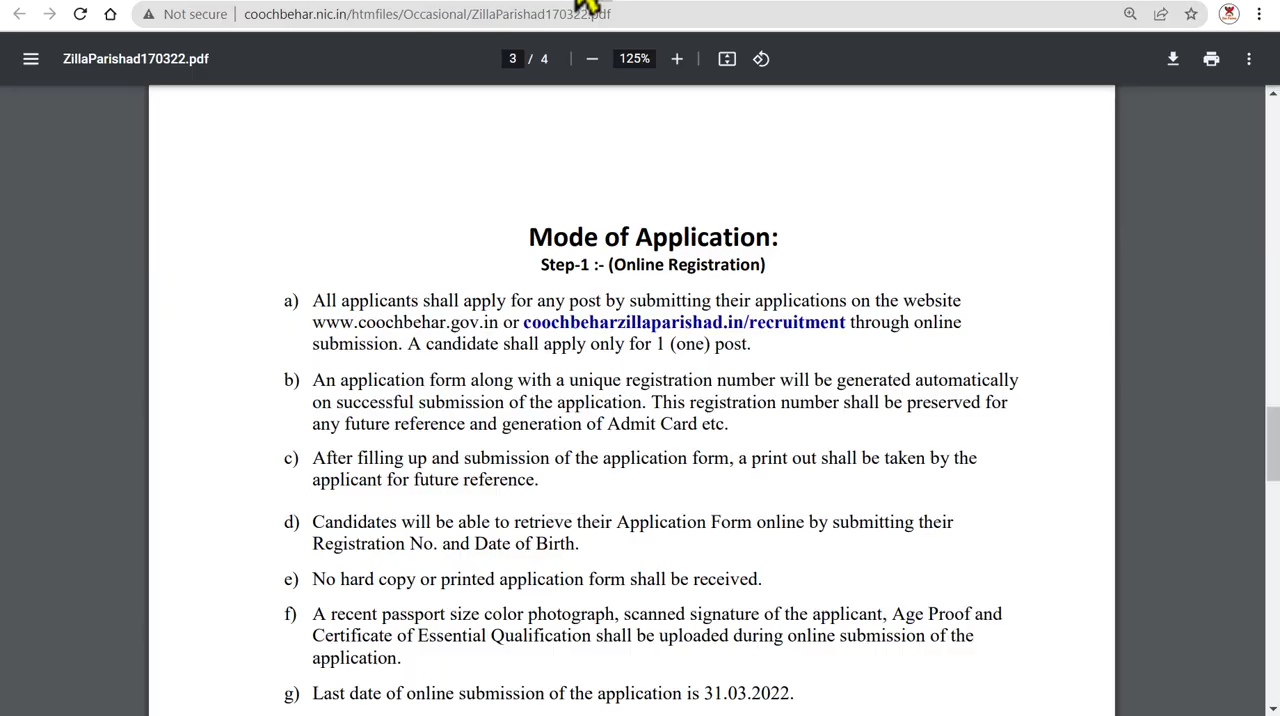 Not secure | coochbehar.nic.in/htmfiles/Occasional/ZillaParishad170322.pdf
ZillaParishad170322.pdf 3 / 4 125%
Mode of Application:
Step-1 :- (Online Registration)
a) All applicants shall apply for any post by submitting their applications on the website
www.coochbehar.gov.in or coochbeharzillaparishad.in/recruitment through online
submission. A candidate shall apply only for 1 (one) post.
b) An application form along with a unique registration number will be generated automatically
on successful submission of the application. This registration number shall be preserved for
any future reference and generation of Admit Card etc.
c) After filling up and submission of the application form, a print out shall be taken by the
applicant for future reference.
d) Candidates will be able to retrieve their Application Form online by submitting their
Registration No. and Date of Birth.
e) No hard copy or printed application form shall be received.
f) A recent passport size color photograph, scanned signature of the applicant, Age Proof and
Certificate of Essential Qualification shall be uploaded during online submission of the
application.
g) Last date of online submission of the application is 31.03.2022.